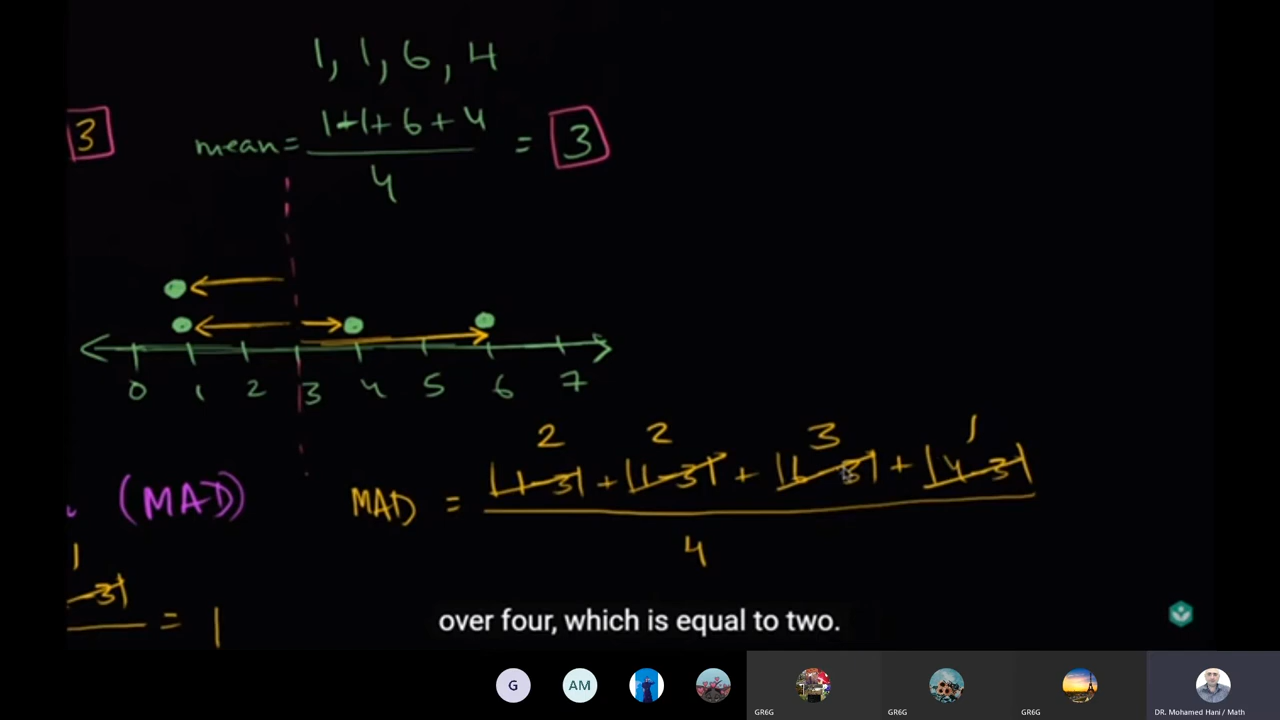 1, 1, 6, 4
3
mean = 1+1+6+4 / 4 = 3
0 1 2 3 4 5 6 7
2 2 3 1
(MAD) MAD = |1-3| + |1-3| + |6-3| + |4-3|
4
1
-3|
= 1
over four, which is equal to two.
G AM
GR6G GR6G GR6G DR. Mohamed Hani / Math